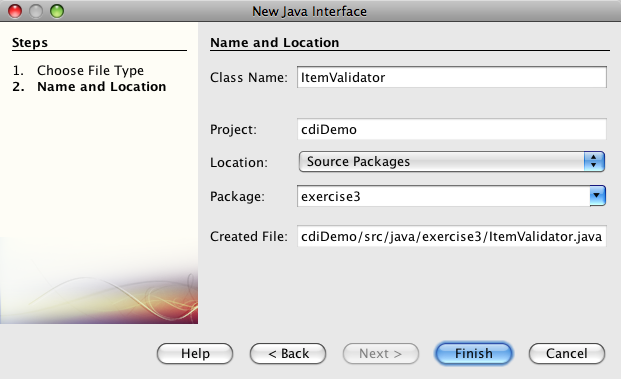 New Java Interface
Steps
1. Choose File Type
2. Name and Location
Name and Location
Class Name: ItemValidator
Project: cdiDemo
Location: Source Packages
Package: exercise3
Created File: cdiDemo/src/java/exercise3/ItemValidator.java
Help < Back Next > Finish Cancel